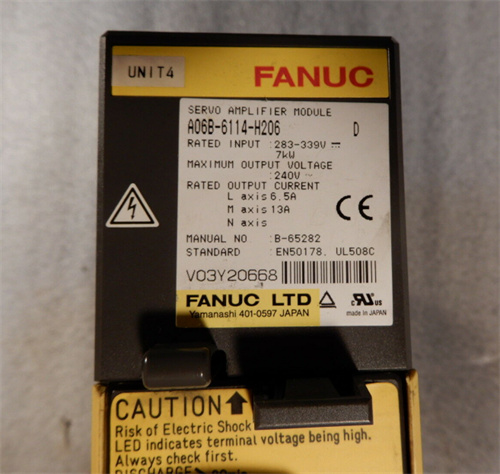 UNIT4
FANUC
SERVO AMPLIFIER MODULE
A06B-6114-H206 D
RATED INPUT :283-339V ⎓
7kW
MAXIMUM OUTPUT VOLTAGE
:240V ~
RATED OUTPUT CURRENT
L axis 6.5A
M axis 13A
N axis
CE
MANUAL NO :B-65282
STANDARD :EN50178. UL508C
V03Y20668
FANUC LTD
Yamanashi 401-0597 JAPAN
c RU us
made in JAPAN
CAUTION
Risk of Electric Shock
LED indicates terminal voltage being high.
Always check first.